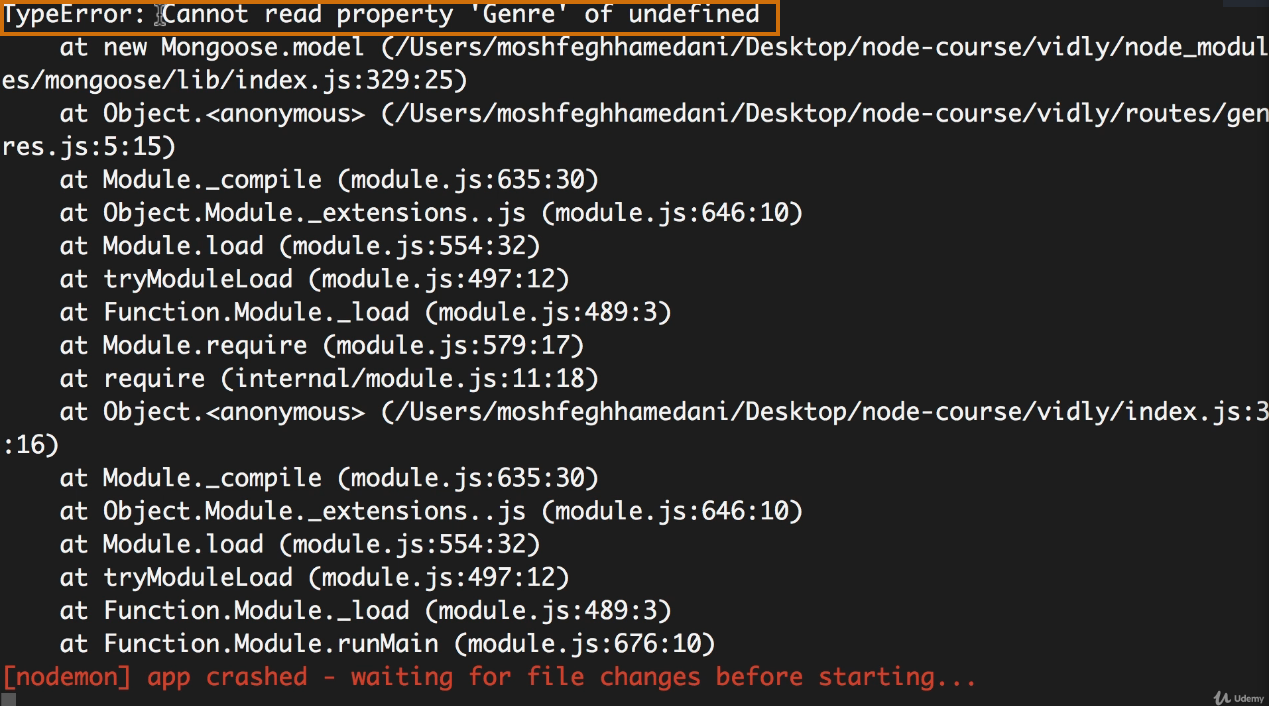 TypeError: Cannot read property 'Genre' of undefined
    at new Mongoose.model (/Users/moshfeghhamedani/Desktop/node-course/vidly/node_modul
es/mongoose/lib/index.js:329:25)
    at Object.<anonymous> (/Users/moshfeghhamedani/Desktop/node-course/vidly/routes/gen
res.js:5:15)
    at Module._compile (module.js:635:30)
    at Object.Module._extensions..js (module.js:646:10)
    at Module.load (module.js:554:32)
    at tryModuleLoad (module.js:497:12)
    at Function.Module._load (module.js:489:3)
    at Module.require (module.js:579:17)
    at require (internal/module.js:11:18)
    at Object.<anonymous> (/Users/moshfeghhamedani/Desktop/node-course/vidly/index.js:3
:16)
    at Module._compile (module.js:635:30)
    at Object.Module._extensions..js (module.js:646:10)
    at Module.load (module.js:554:32)
    at tryModuleLoad (module.js:497:12)
    at Function.Module._load (module.js:489:3)
    at Function.Module.runMain (module.js:676:10)
[nodemon] app crashed - waiting for file changes before starting...
Udemy